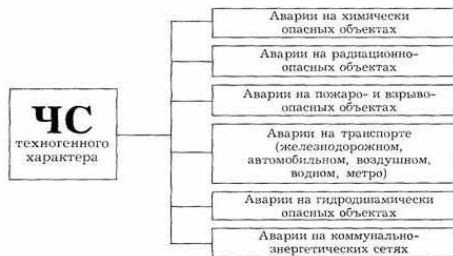 Аварии на химически
опасных объектах
Аварии на радиационно-
опасных объектах
Аварии на пожаро- и взрыво-
опасных объектах
ЧС
техногенного
характера
Аварии на транспорте
(железнодорожном,
автомобильном, воздушном,
водном, метро)
Аварии на гидродинамически
опасных объектах
Аварии на коммунально-
энергетических сетях